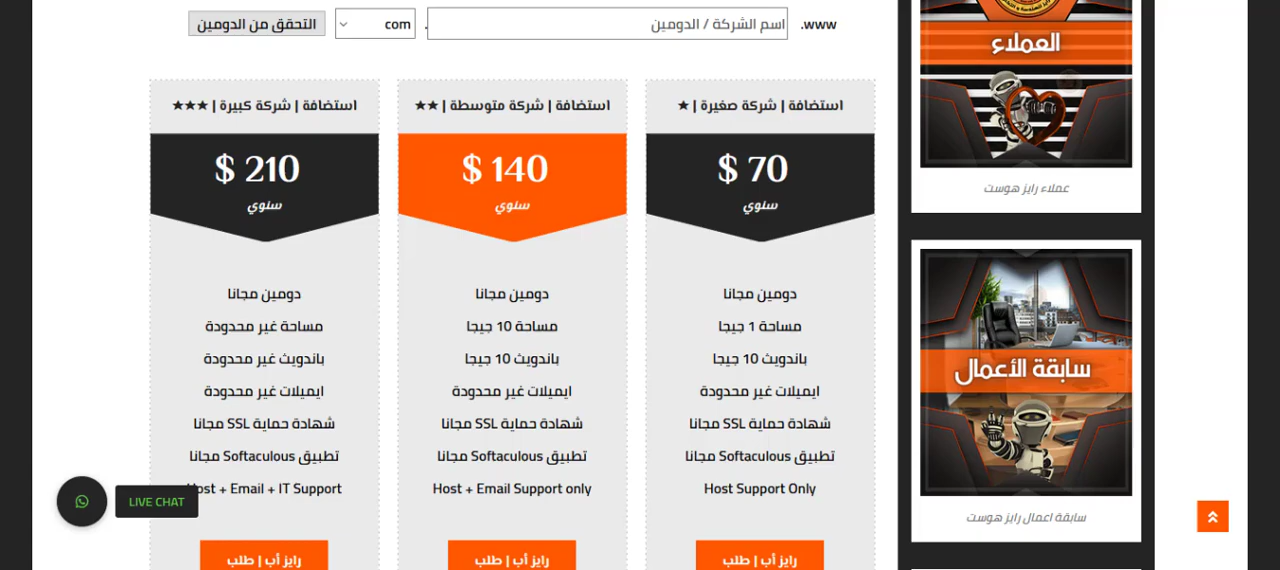 www. اسم الشركة / الدومين . com التحقق من الدومين
استضافة | شركة صغيرة | ★
$ 70
سنوي
دومين مجانا
مساحة 1 جيجا
باندويث 10 جيجا
ايميلات غير محدودة
شهادة حماية SSL مجانا
تطبيق Softaculous مجانا
Host Support Only
رايز أب | طلب
استضافة | شركة متوسطة | ★★
$ 140
سنوي
دومين مجانا
مساحة 10 جيجا
باندويث 10 جيجا
ايميلات غير محدودة
شهادة حماية SSL مجانا
تطبيق Softaculous مجانا
Host + Email Support only
رايز أب | طلب
استضافة | شركة كبيرة | ★★★
$ 210
سنوي
دومين مجانا
مساحة غير محدودة
باندويث غير محدودة
ايميلات غير محدودة
شهادة حماية SSL مجانا
تطبيق Softaculous مجانا
Host + Email + IT Support
رايز أب | طلب
العملاء
عملاء رايز هوست
سابقة الأعمال
سابقة اعمال رايز هوست
LIVE CHAT